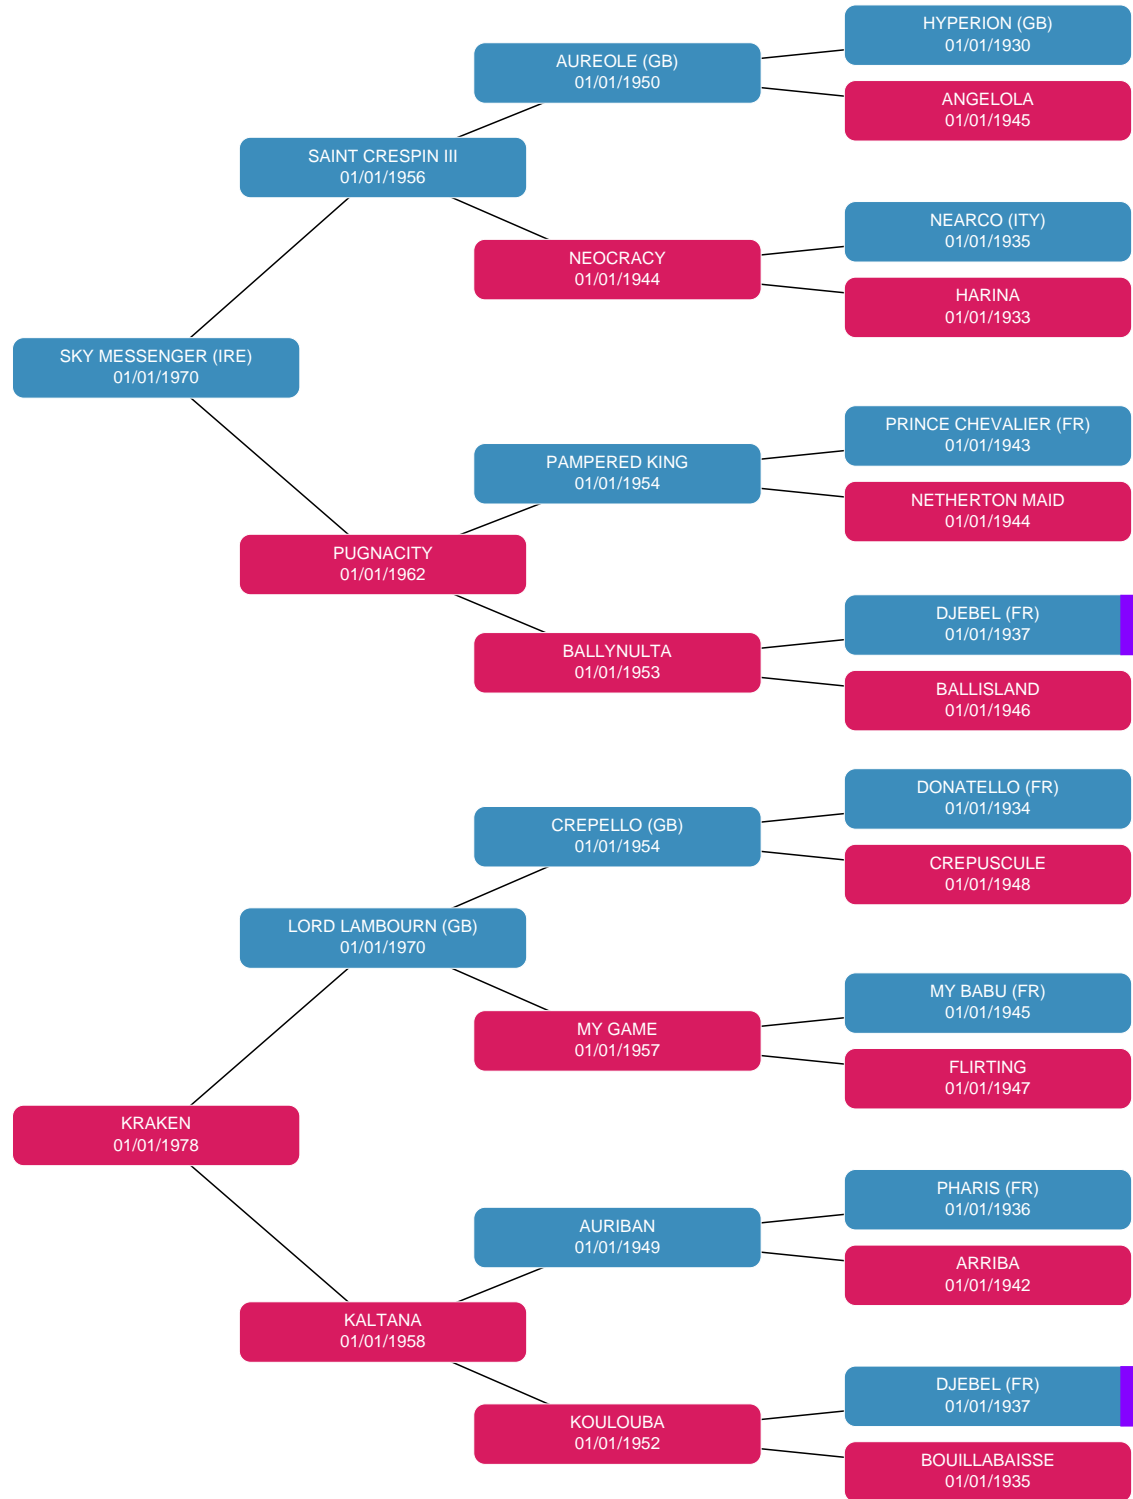 HYPERION (GB)
01/01/1930
AUREOLE (GB)
01/01/1950
ANGELOLA
01/01/1945
SAINT CRESPIN III
01/01/1956
NEARCO (ITY)
01/01/1935
NEOCRACY
01/01/1944
HARINA
01/01/1933
SKY MESSENGER (IRE)
01/01/1970
PRINCE CHEVALIER (FR)
01/01/1943
PAMPERED KING
01/01/1954
NETHERTON MAID
01/01/1944
PUGNACITY
01/01/1962
DJEBEL (FR)
01/01/1937
BALLYNULTA
01/01/1953
BALLISLAND
01/01/1946
DONATELLO (FR)
01/01/1934
CREPELLO (GB)
01/01/1954
CREPUSCULE
01/01/1948
LORD LAMBOURN (GB)
01/01/1970
MY BABU (FR)
01/01/1945
MY GAME
01/01/1957
FLIRTING
01/01/1947
KRAKEN
01/01/1978
PHARIS (FR)
01/01/1936
AURIBAN
01/01/1949
ARRIBA
01/01/1942
KALTANA
01/01/1958
DJEBEL (FR)
01/01/1937
KOULOUBA
01/01/1952
BOUILLABAISSE
01/01/1935